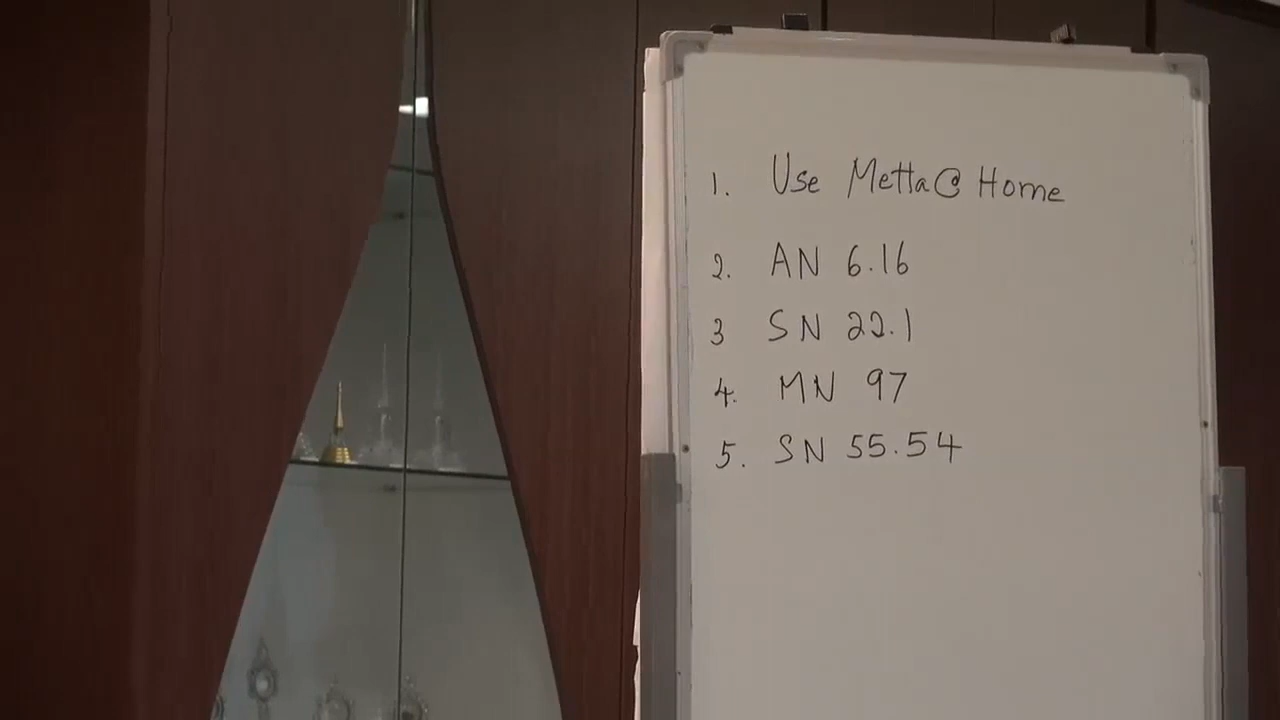 1. Use Metta@ Home
2. AN 6.16
3 SN 22.1
4. MN 97
5. SN 55.54